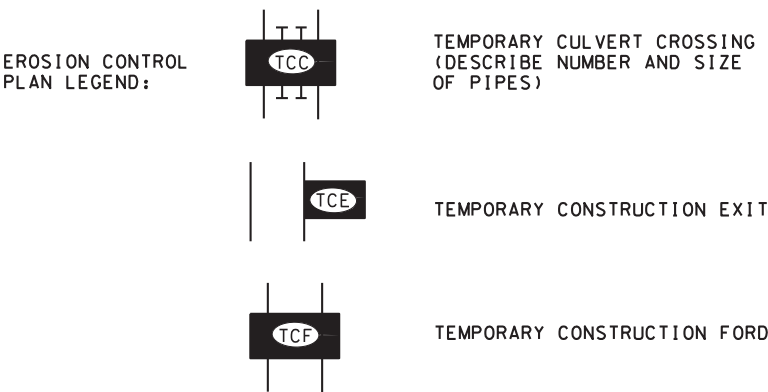 EROSION CONTROL
PLAN LEGEND:
TCC
TEMPORARY CULVERT CROSSING
(DESCRIBE NUMBER AND SIZE
OF PIPES)
TCE
TEMPORARY CONSTRUCTION EXIT
TCF
TEMPORARY CONSTRUCTION FORD